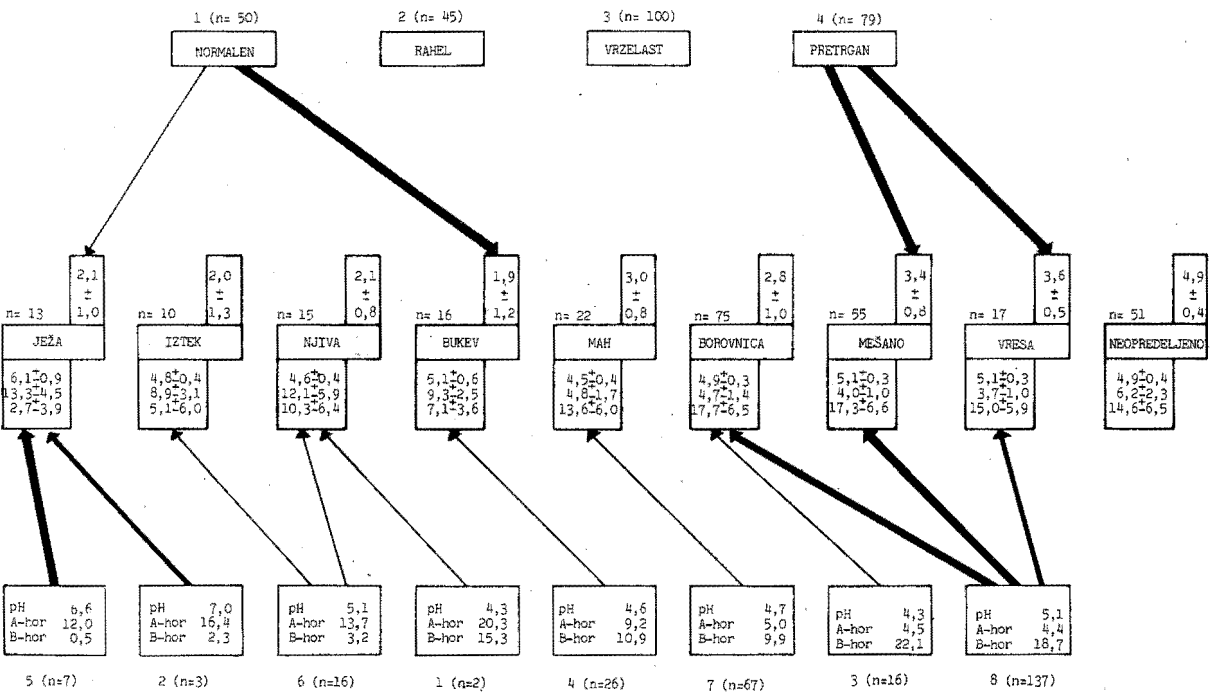 1 (n= 50) 2 (n= 45) 3 (n= 100) 4 (n= 79)
NORMALEN RAHEL VRZELAST PRETRGAN
2,1 2,0 2,1 1,9 3,0 2,8 3,4 3,6 4,9
± ± ± ± ± ± ± ± ±
1,0 1,3 0,8 1,2 0,8 1,0 0,8 0,5 0,4
n= 13 n= 10 n= 15 n= 16 n= 22 n= 75 n= 55 n= 17 n= 51
JEŽA IZTEK NJIVA BUKEV MAH BOROVNICA MEŠANO VRESA NEOPREDELJENO
6,1±0,9 4,8±0,4 4,6±0,4 5,1±0,6 4,5±0,4 4,9±0,3 5,1±0,3 5,1±0,3 4,9±0,4
13,3±4,5 8,9±3,1 12,1±5,9 9,3±2,5 4,8±1,7 4,7±1,4 4,0±1,0 3,7±1,0 6,2±2,3
2,7±3,9 5,1±6,0 10,3±6,4 7,1±3,6 13,6±6,0 17,7±6,5 17,3±6,6 15,0±5,9 14,6±6,5
pH 6,6 pH 7,0 pH 5,1 pH 4,3 pH 4,6 pH 4,7 pH 4,3 pH 5,1
A-hor 12,0 A-hor 16,4 A-hor 13,7 A-hor 20,3 A-hor 9,2 A-hor 5,0 A-hor 4,5 A-hor 4,4
B-hor 0,5 B-hor 2,3 B-hor 3,2 B-hor 15,3 B-hor 10,9 B-hor 9,9 B-hor 22,1 B-hor 18,7
5 (n=7) 2 (n=3) 6 (n=16) 1 (n=2) 4 (n=26) 7 (n=67) 3 (n=16) 8 (n=137)